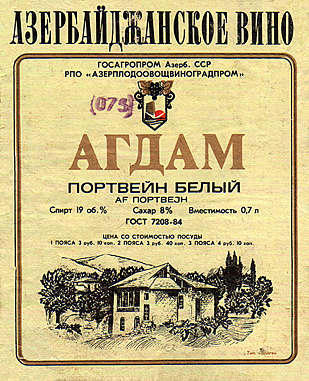 АЗЕРБАЙДЖАНСКОЕ ВИНО
ГОСАГРОПРОМ Азерб. ССР
РПО «АЗЕРПЛОДООВОЩВИНОГРАДПРОМ»
(075)
АГДАМ
ПОРТВЕЙН БЕЛЫЙ
АҒ ПОРТВЕЈН
Спирт 19 об.% Сахар 8% Вместимость 0,7 л
ГОСТ 7208-84
ЦЕНА СО СТОИМОСТЬЮ ПОСУДЫ
1 ПОЯСА 3 руб. 10 коп. 2 ПОЯСА 3 руб. 40 коп. 3 ПОЯСА 4 руб. 10 коп.